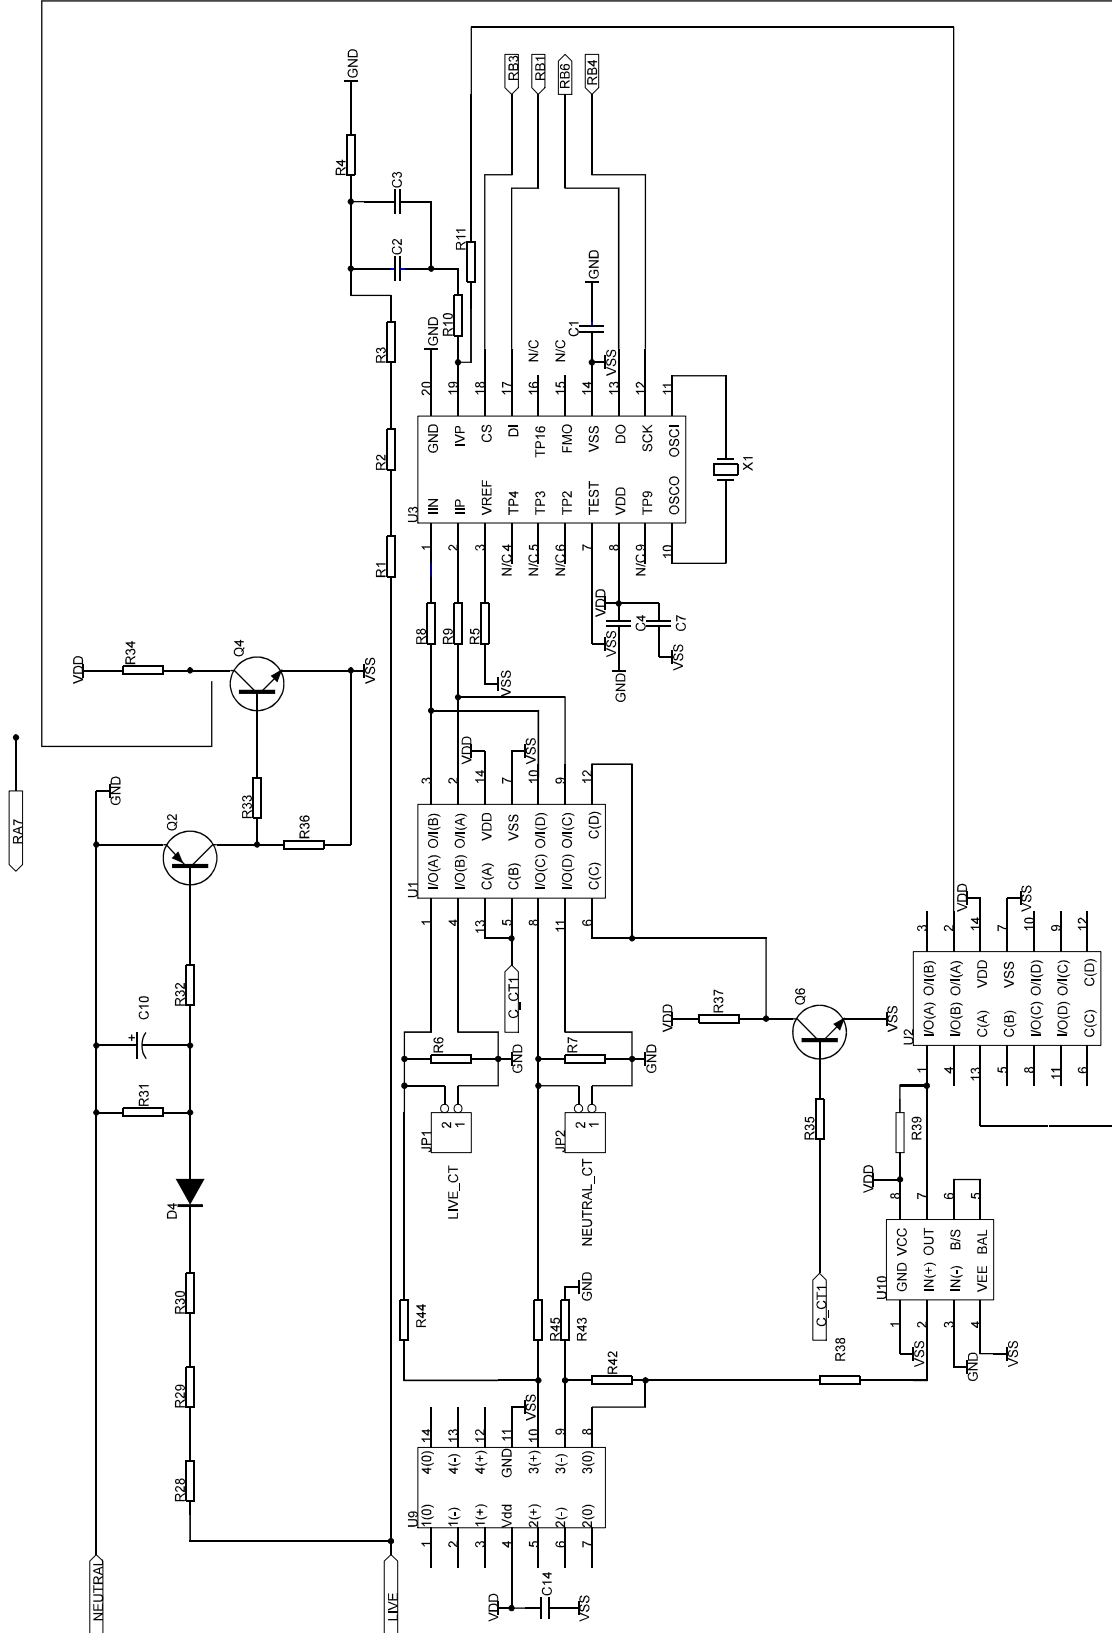 GND
RB3
RB1
RB6
RB4
R4
C3
C2
R11
R10
GND
GND
C1
R3
VSS
N/C
N/C
20
19
18
17
16
15
14
13
12
11
R2
U3
GND
IVP
CS
DI
TP16
FMO
VSS
DO
SCK
OSCI
IIN
IIP
VREF
TP4
TP3
TP2
TEST
VDD
TP9
OSCO
X1
R1
1
2
3
N/C 4
N/C 5
N/C 6
7
8
N/C 9
10
VDD
R34
Q4
VSS
R8
R9
R5
VSS
VDD
VSS
C4
C7
GND
VSS
RA7
GND
Q2
R33
R36
3
2
14
7
10
9
12
VDD
VSS
U1
I/O(A) O/I(B)
I/O(B) O/I(A)
C(A) VDD
C(B) VSS
I/O(C) O/I(D)
I/O(D) O/I(C)
C(C) C(D)
1
4
13
5
8
11
6
C_CT1
C10
+
R32
R31
D4
R30
R29
R28
NEUTRAL
LIVE
R6
GND
R7
GND
JP1
2
1
LIVE_CT
JP2
2
1
NEUTRAL_CT
VDD
R37
Q6
VSS
R35
C_CT1
U2
3
2
14
7
10
9
12
VDD
VSS
I/O(A) O/I(B)
I/O(B) O/I(A)
C(A) VDD
C(B) VSS
I/O(C) O/I(D)
I/O(D) O/I(C)
C(C) C(D)
1
4
13
5
8
11
6
R39
VDD
8
7
6
5
U10
GND VCC
IN(+) OUT
IN(-) B/S
VEE BAL
1
2
3
4
VSS
GND
VSS
R44
R45
R43
GND
R42
R38
VSS
14
13
12
11
10
9
8
U9
1(0) 4(0)
1(-) 4(-)
1(+) 4(+)
Vdd GND
2(+) 3(+)
2(-) 3(-)
2(0) 3(0)
1
2
3
4
5
6
7
VDD
C14
VSS